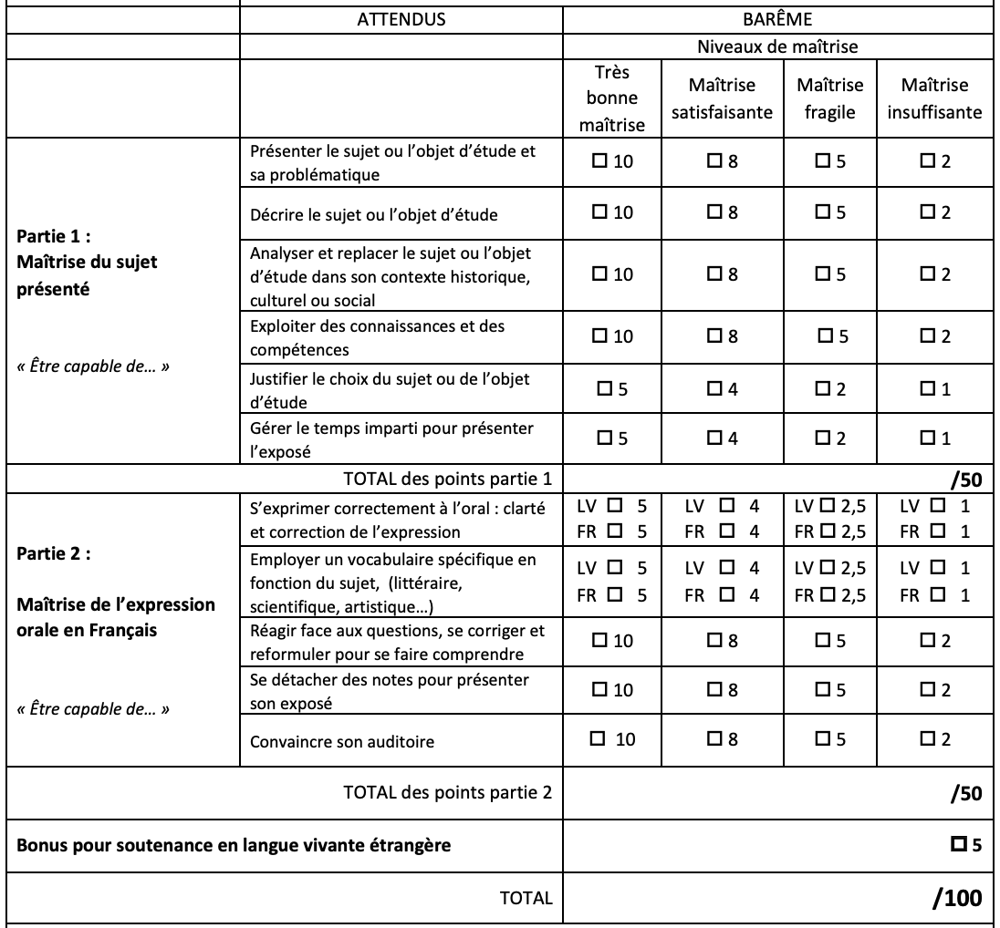 ATTENDUS BARÊME
Niveaux de maîtrise
Très bonne maîtrise Maîtrise satisfaisante Maîtrise fragile Maîtrise insuffisante
Partie 1 :
Maîtrise du sujet
présenté
« Être capable de… »
Présenter le sujet ou l’objet d’étude et
sa problématique
☐ 10 ☐ 8 ☐ 5 ☐ 2
Décrire le sujet ou l’objet d’étude
☐ 10 ☐ 8 ☐ 5 ☐ 2
Analyser et replacer le sujet ou l’objet
d’étude dans son contexte historique,
culturel ou social
☐ 10 ☐ 8 ☐ 5 ☐ 2
Exploiter des connaissances et des
compétences
☐ 10 ☐ 8 ☐ 5 ☐ 2
Justifier le choix du sujet ou de l’objet
d’étude
☐ 5 ☐ 4 ☐ 2 ☐ 1
Gérer le temps imparti pour présenter
l’exposé
☐ 5 ☐ 4 ☐ 2 ☐ 1
TOTAL des points partie 1 /50
Partie 2 :
Maîtrise de l’expression
orale en Français
« Être capable de… »
S’exprimer correctement à l’oral : clarté
et correction de l’expression
LV ☐ 5 LV ☐ 4 LV ☐ 2,5 LV ☐ 1
FR ☐ 5 FR ☐ 4 FR ☐ 2,5 FR ☐ 1
Employer un vocabulaire spécifique en
fonction du sujet, (littéraire,
scientifique, artistique…)
LV ☐ 5 LV ☐ 4 LV ☐ 2,5 LV ☐ 1
FR ☐ 5 FR ☐ 4 FR ☐ 2,5 FR ☐ 1
Réagir face aux questions, se corriger et
reformuler pour se faire comprendre
☐ 10 ☐ 8 ☐ 5 ☐ 2
Se détacher des notes pour présenter
son exposé
☐ 10 ☐ 8 ☐ 5 ☐ 2
Convaincre son auditoire
☐ 10 ☐ 8 ☐ 5 ☐ 2
TOTAL des points partie 2 /50
Bonus pour soutenance en langue vivante étrangère ☐ 5
TOTAL /100